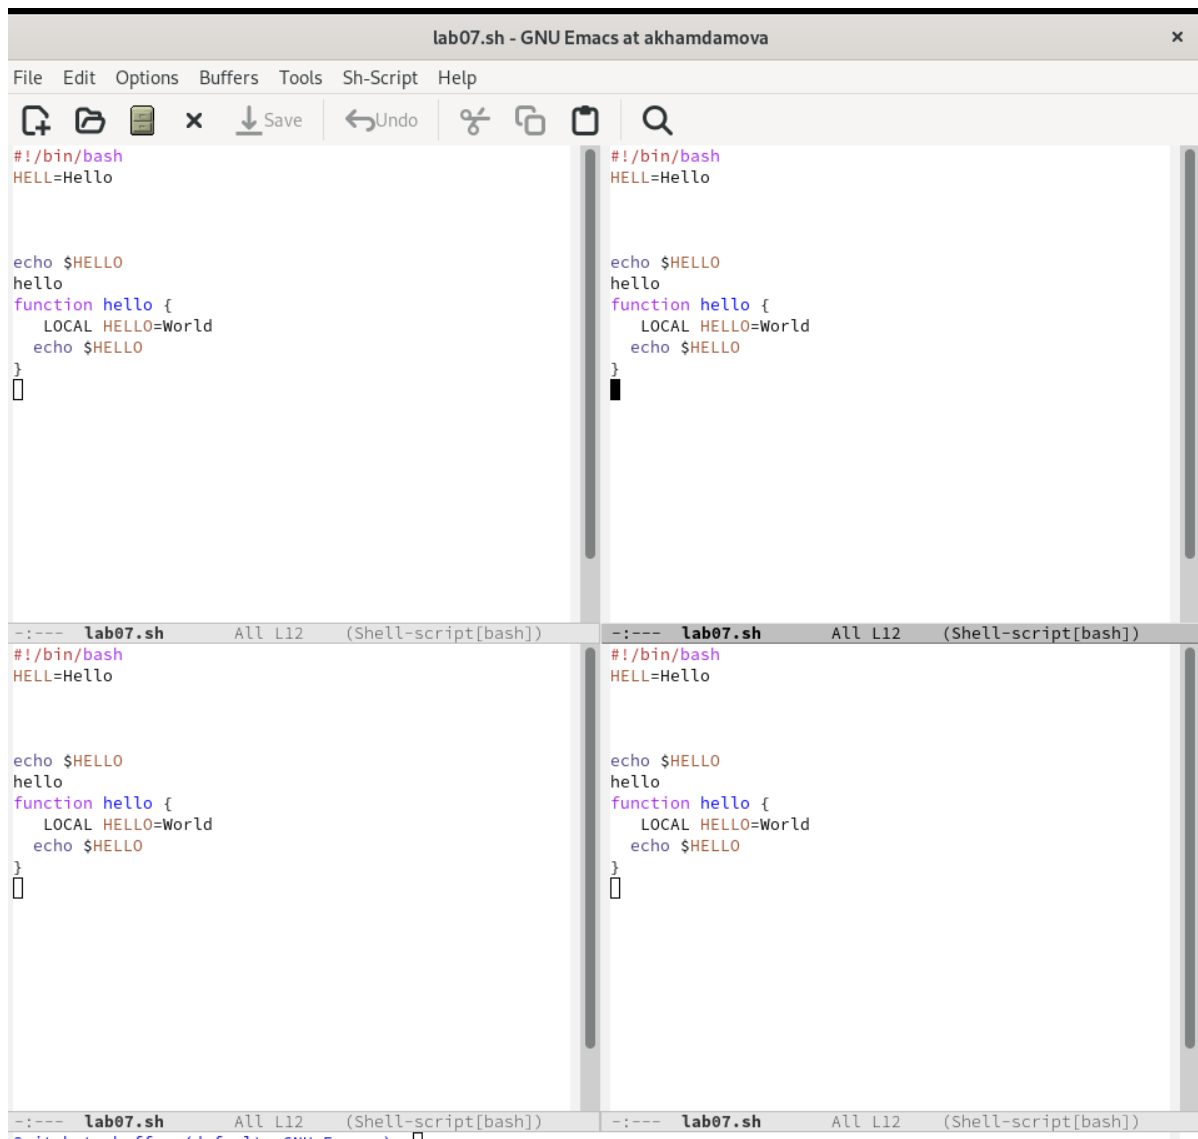 lab07.sh - GNU Emacs at akhamdamova
File Edit Options Buffers Tools Sh-Script Help
Save Undo
#!/bin/bash
HELL=Hello
echo $HELLO
hello
function hello {
LOCAL HELLO=World
echo $HELLO
}
-:--- lab07.sh All L12 (Shell-script[bash])
#!/bin/bash
HELL=Hello
echo $HELLO
hello
function hello {
LOCAL HELLO=World
echo $HELLO
}
-:--- lab07.sh All L12 (Shell-script[bash])
#!/bin/bash
HELL=Hello
echo $HELLO
hello
function hello {
LOCAL HELLO=World
echo $HELLO
}
-:--- lab07.sh All L12 (Shell-script[bash])
#!/bin/bash
HELL=Hello
echo $HELLO
hello
function hello {
LOCAL HELLO=World
echo $HELLO
}
-:--- lab07.sh All L12 (Shell-script[bash])